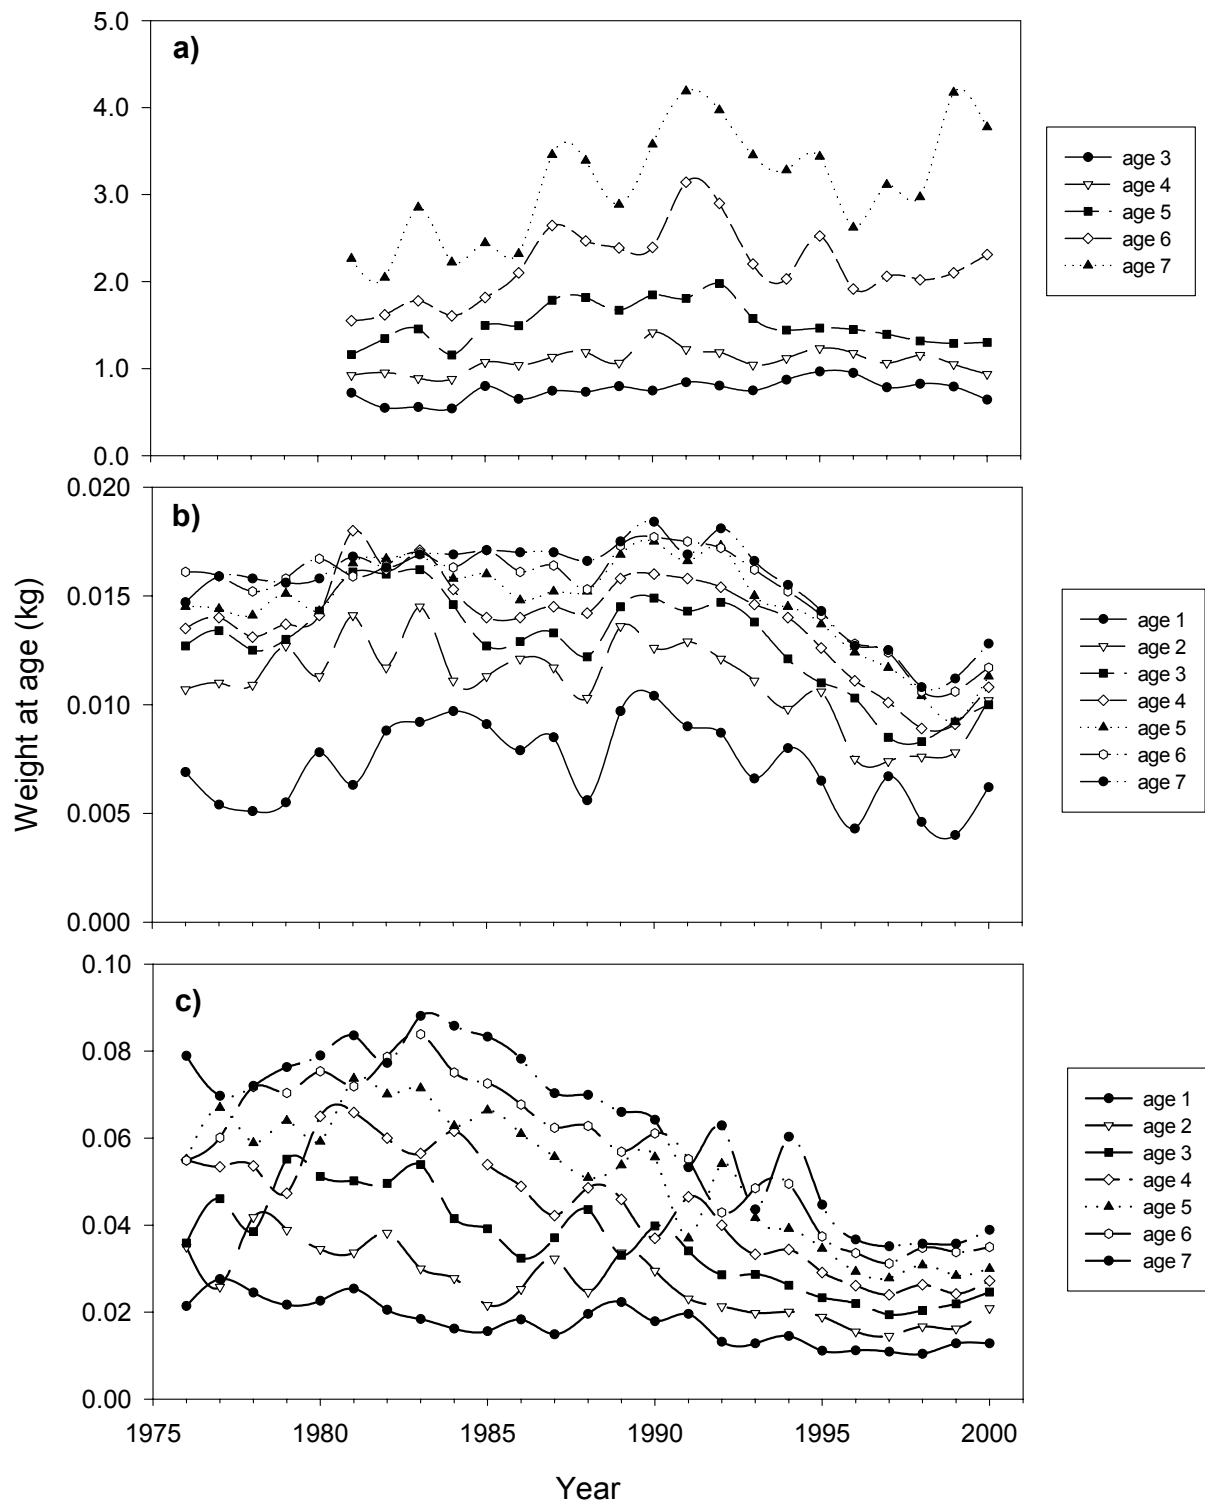 a)
5.0
4.0
3.0
2.0
1.0
0.0
age 3
age 4
age 5
age 6
age 7
b)
0.020
0.015
0.010
0.005
0.000
Weight at age (kg)
age 1
age 2
age 3
age 4
age 5
age 6
age 7
c)
0.10
0.08
0.06
0.04
0.02
0.00
age 1
age 2
age 3
age 4
age 5
age 6
age 7
1975 1980 1985 1990 1995 2000
Year